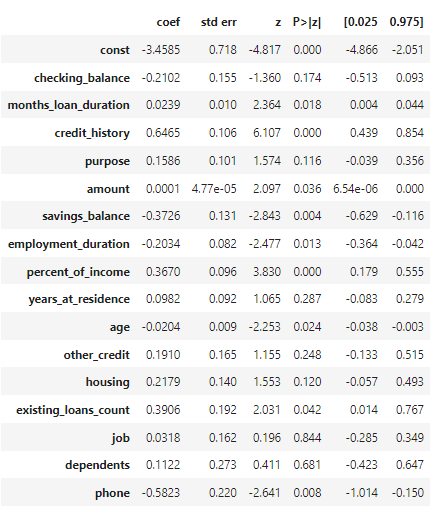 coef std err z P>|z| [0.025 0.975]
const -3.4585 0.718 -4.817 0.000 -4.866 -2.051
checking_balance -0.2102 0.155 -1.360 0.174 -0.513 0.093
months_loan_duration 0.0239 0.010 2.364 0.018 0.004 0.044
credit_history 0.6465 0.106 6.107 0.000 0.439 0.854
purpose 0.1586 0.101 1.574 0.116 -0.039 0.356
amount 0.0001 4.77e-05 2.097 0.036 6.54e-06 0.000
savings_balance -0.3726 0.131 -2.843 0.004 -0.629 -0.116
employment_duration -0.2034 0.082 -2.477 0.013 -0.364 -0.042
percent_of_income 0.3670 0.096 3.830 0.000 0.179 0.555
years_at_residence 0.0982 0.092 1.065 0.287 -0.083 0.279
age -0.0204 0.009 -2.253 0.024 -0.038 -0.003
other_credit 0.1910 0.165 1.155 0.248 -0.133 0.515
housing 0.2179 0.140 1.553 0.120 -0.057 0.493
existing_loans_count 0.3906 0.192 2.031 0.042 0.014 0.767
job 0.0318 0.162 0.196 0.844 -0.285 0.349
dependents 0.1122 0.273 0.411 0.681 -0.423 0.647
phone -0.5823 0.220 -2.641 0.008 -1.014 -0.150